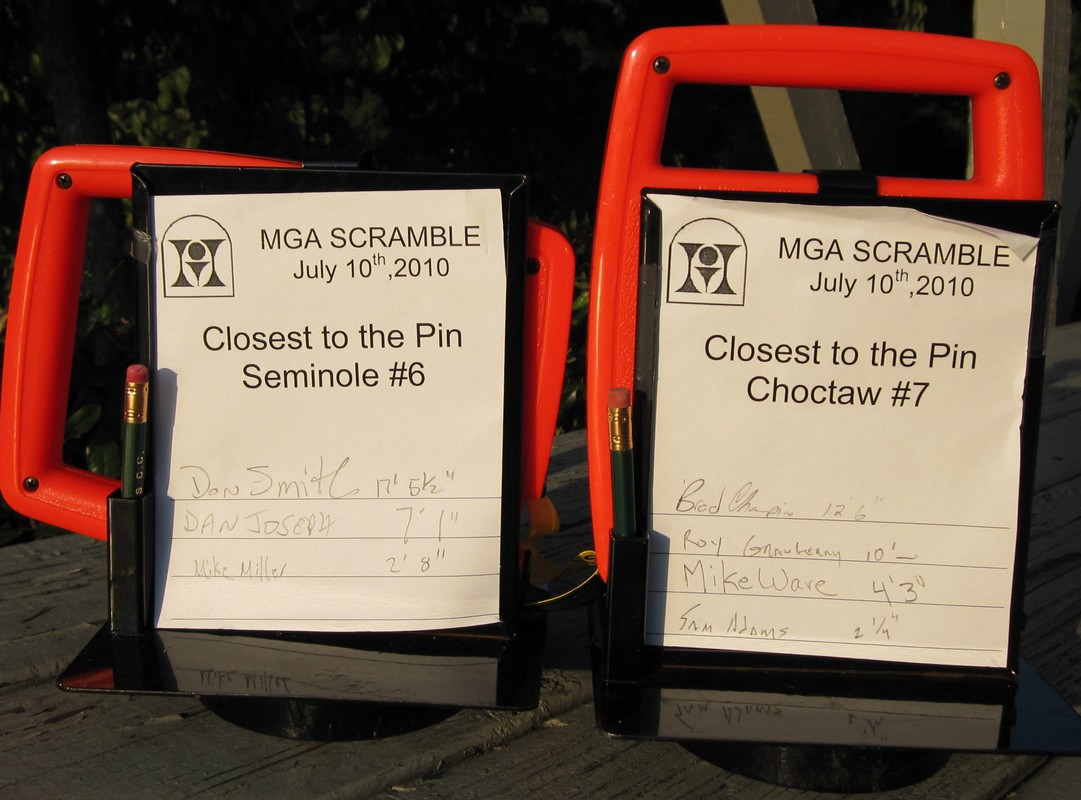 MGA SCRAMBLE
July 10th,2010
Closest to the Pin
Seminole #6
Don Smith 17' 5½"
DAN JOSEPH 7' 1"
Mike Miller 2' 8"
S.C.C.
MGA SCRAMBLE
July 10th,2010
Closest to the Pin
Choctaw #7
Brad Chapin 12'6"
Roy 10'–
Mike Ware 4'3"
Sam Adams 2 1/4"